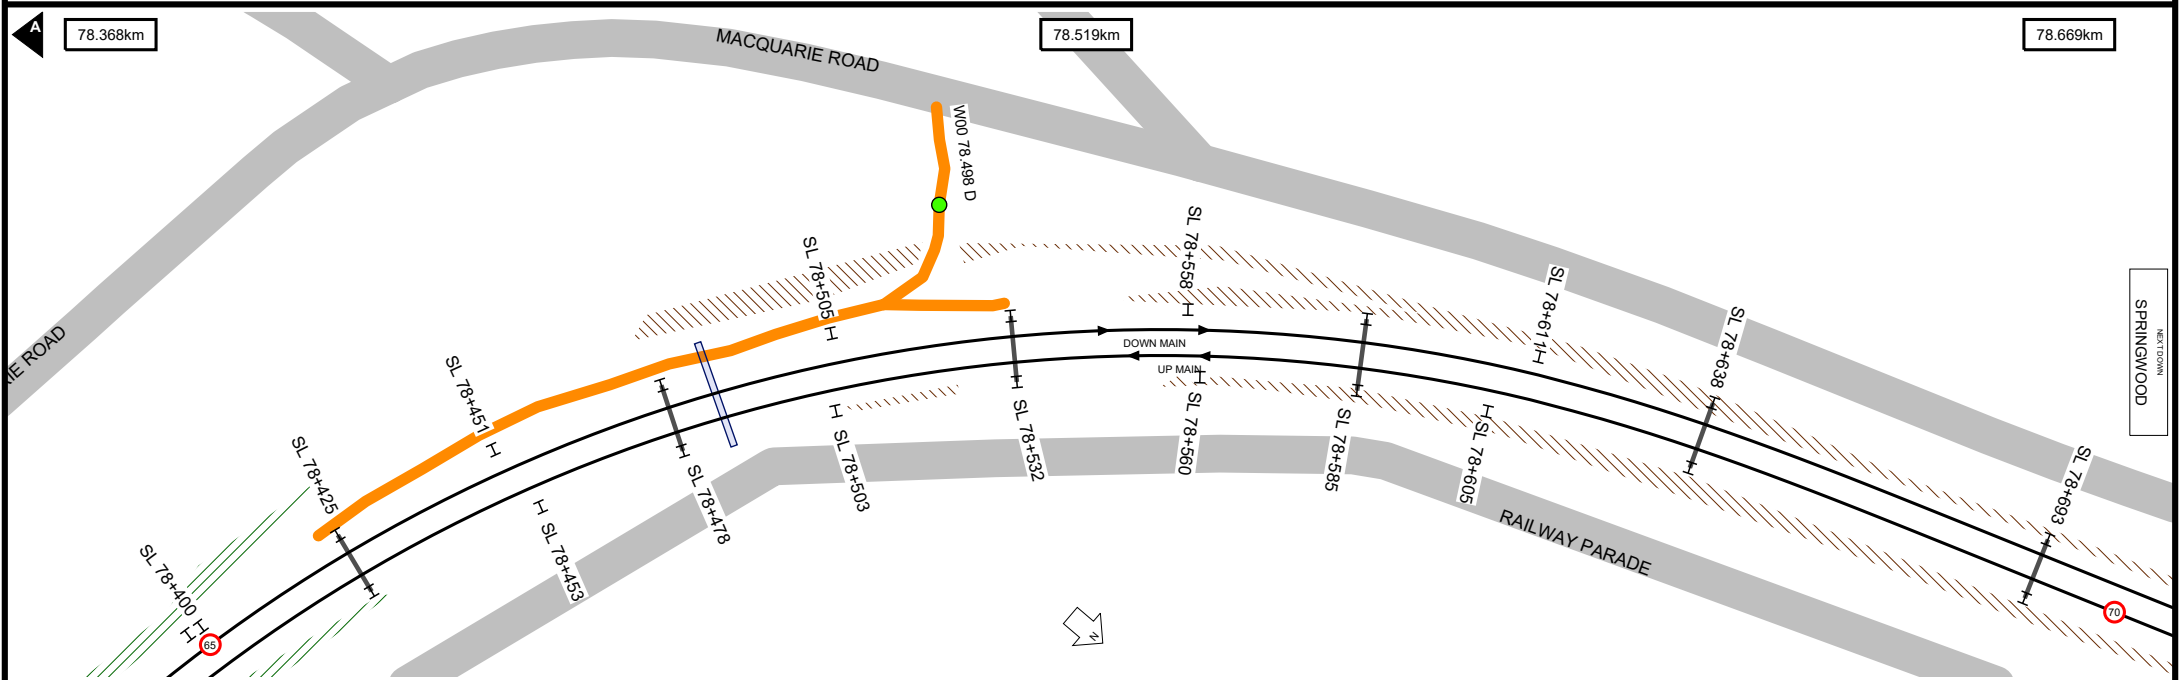 A
78.368km
78.519km
78.669km
MACQUARIE ROAD
W00 78.498 D
SL 78+505
SL 78+558
SL 78+611
SL 78+638
NEXT DOWN
SPRINGWOOD
RIE ROAD
SL 78+451
DOWN MAIN
UP MAIN
SL 78+425
SL 78+478
SL 78+503
SL 78+532
SL 78+560
SL 78+585
SL 78+605
SL 78+693
SL 78+400
SL 78+453
RAILWAY PARADE
65
N
70